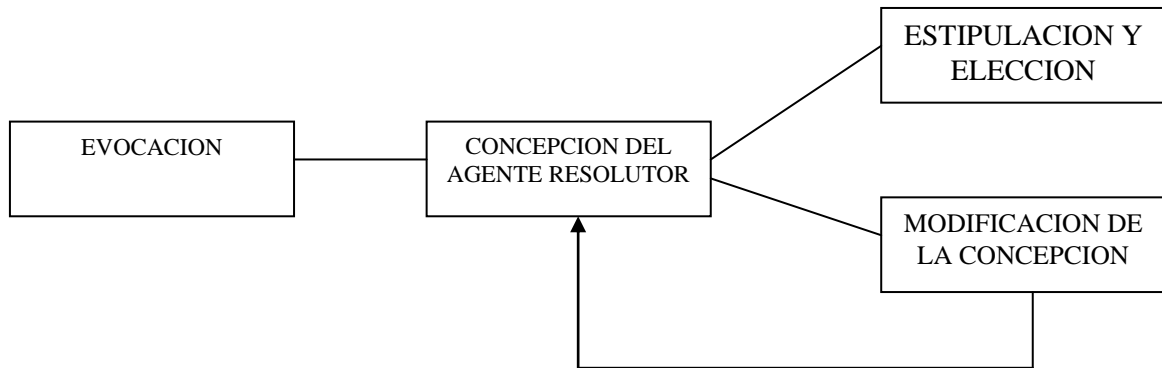 ESTIPULACION Y
ELECCION
EVOCACION
CONCEPCION DEL
AGENTE RESOLUTOR
MODIFICACION DE
LA CONCEPCION